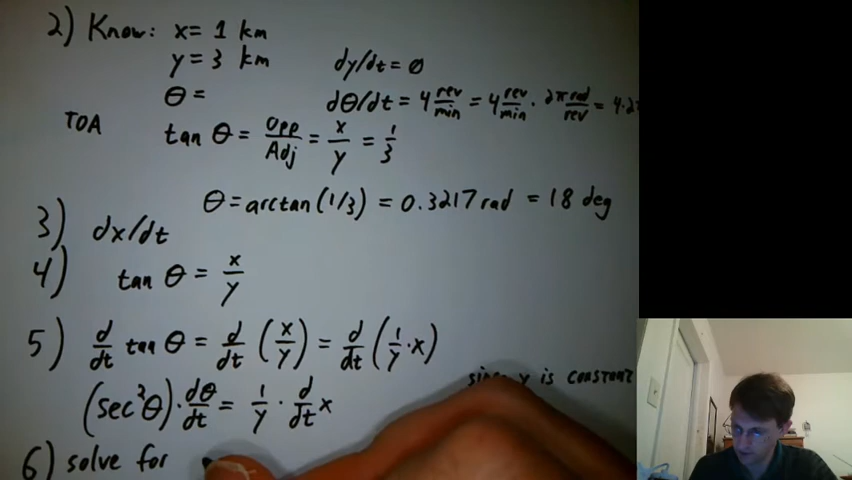 2) Know: x = 1 km
y = 3 km dy/dt = 0
θ = dθ/dt = 4 rev/min = 4 rev/min · 2π rad/rev = 4·2
TOA tan θ = Opp/Adj = x/y = 1/3
θ = arctan (1/3) = 0.3217 rad = 18 deg
3) dx/dt
4) tan θ = x/y
5) d/dt tan θ = d/dt (x/y) = d/dt (1/y · x)
since y is constant
(sec²θ) · dθ/dt = 1/y · d/dt x
6) solve for